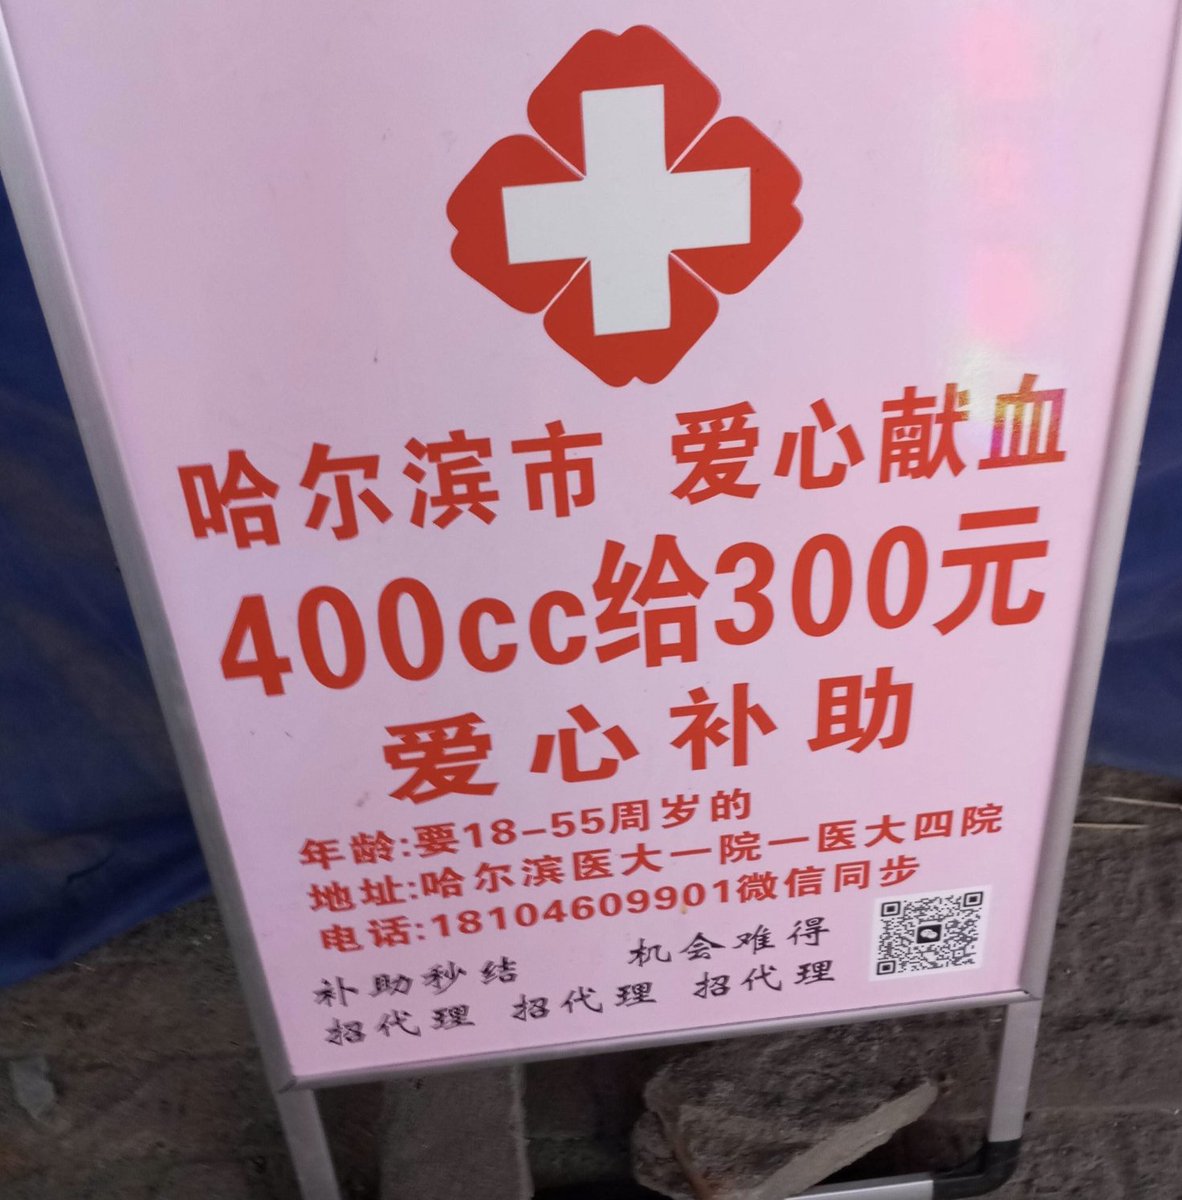 哈尔滨市 爱心献血
400cc给300元
爱心补助
年龄:要18-55周岁的
地址:哈尔滨医大一院一医大四院
电话:18104609901微信同步
补助秒结 机会难得
招代理 招代理 招代理